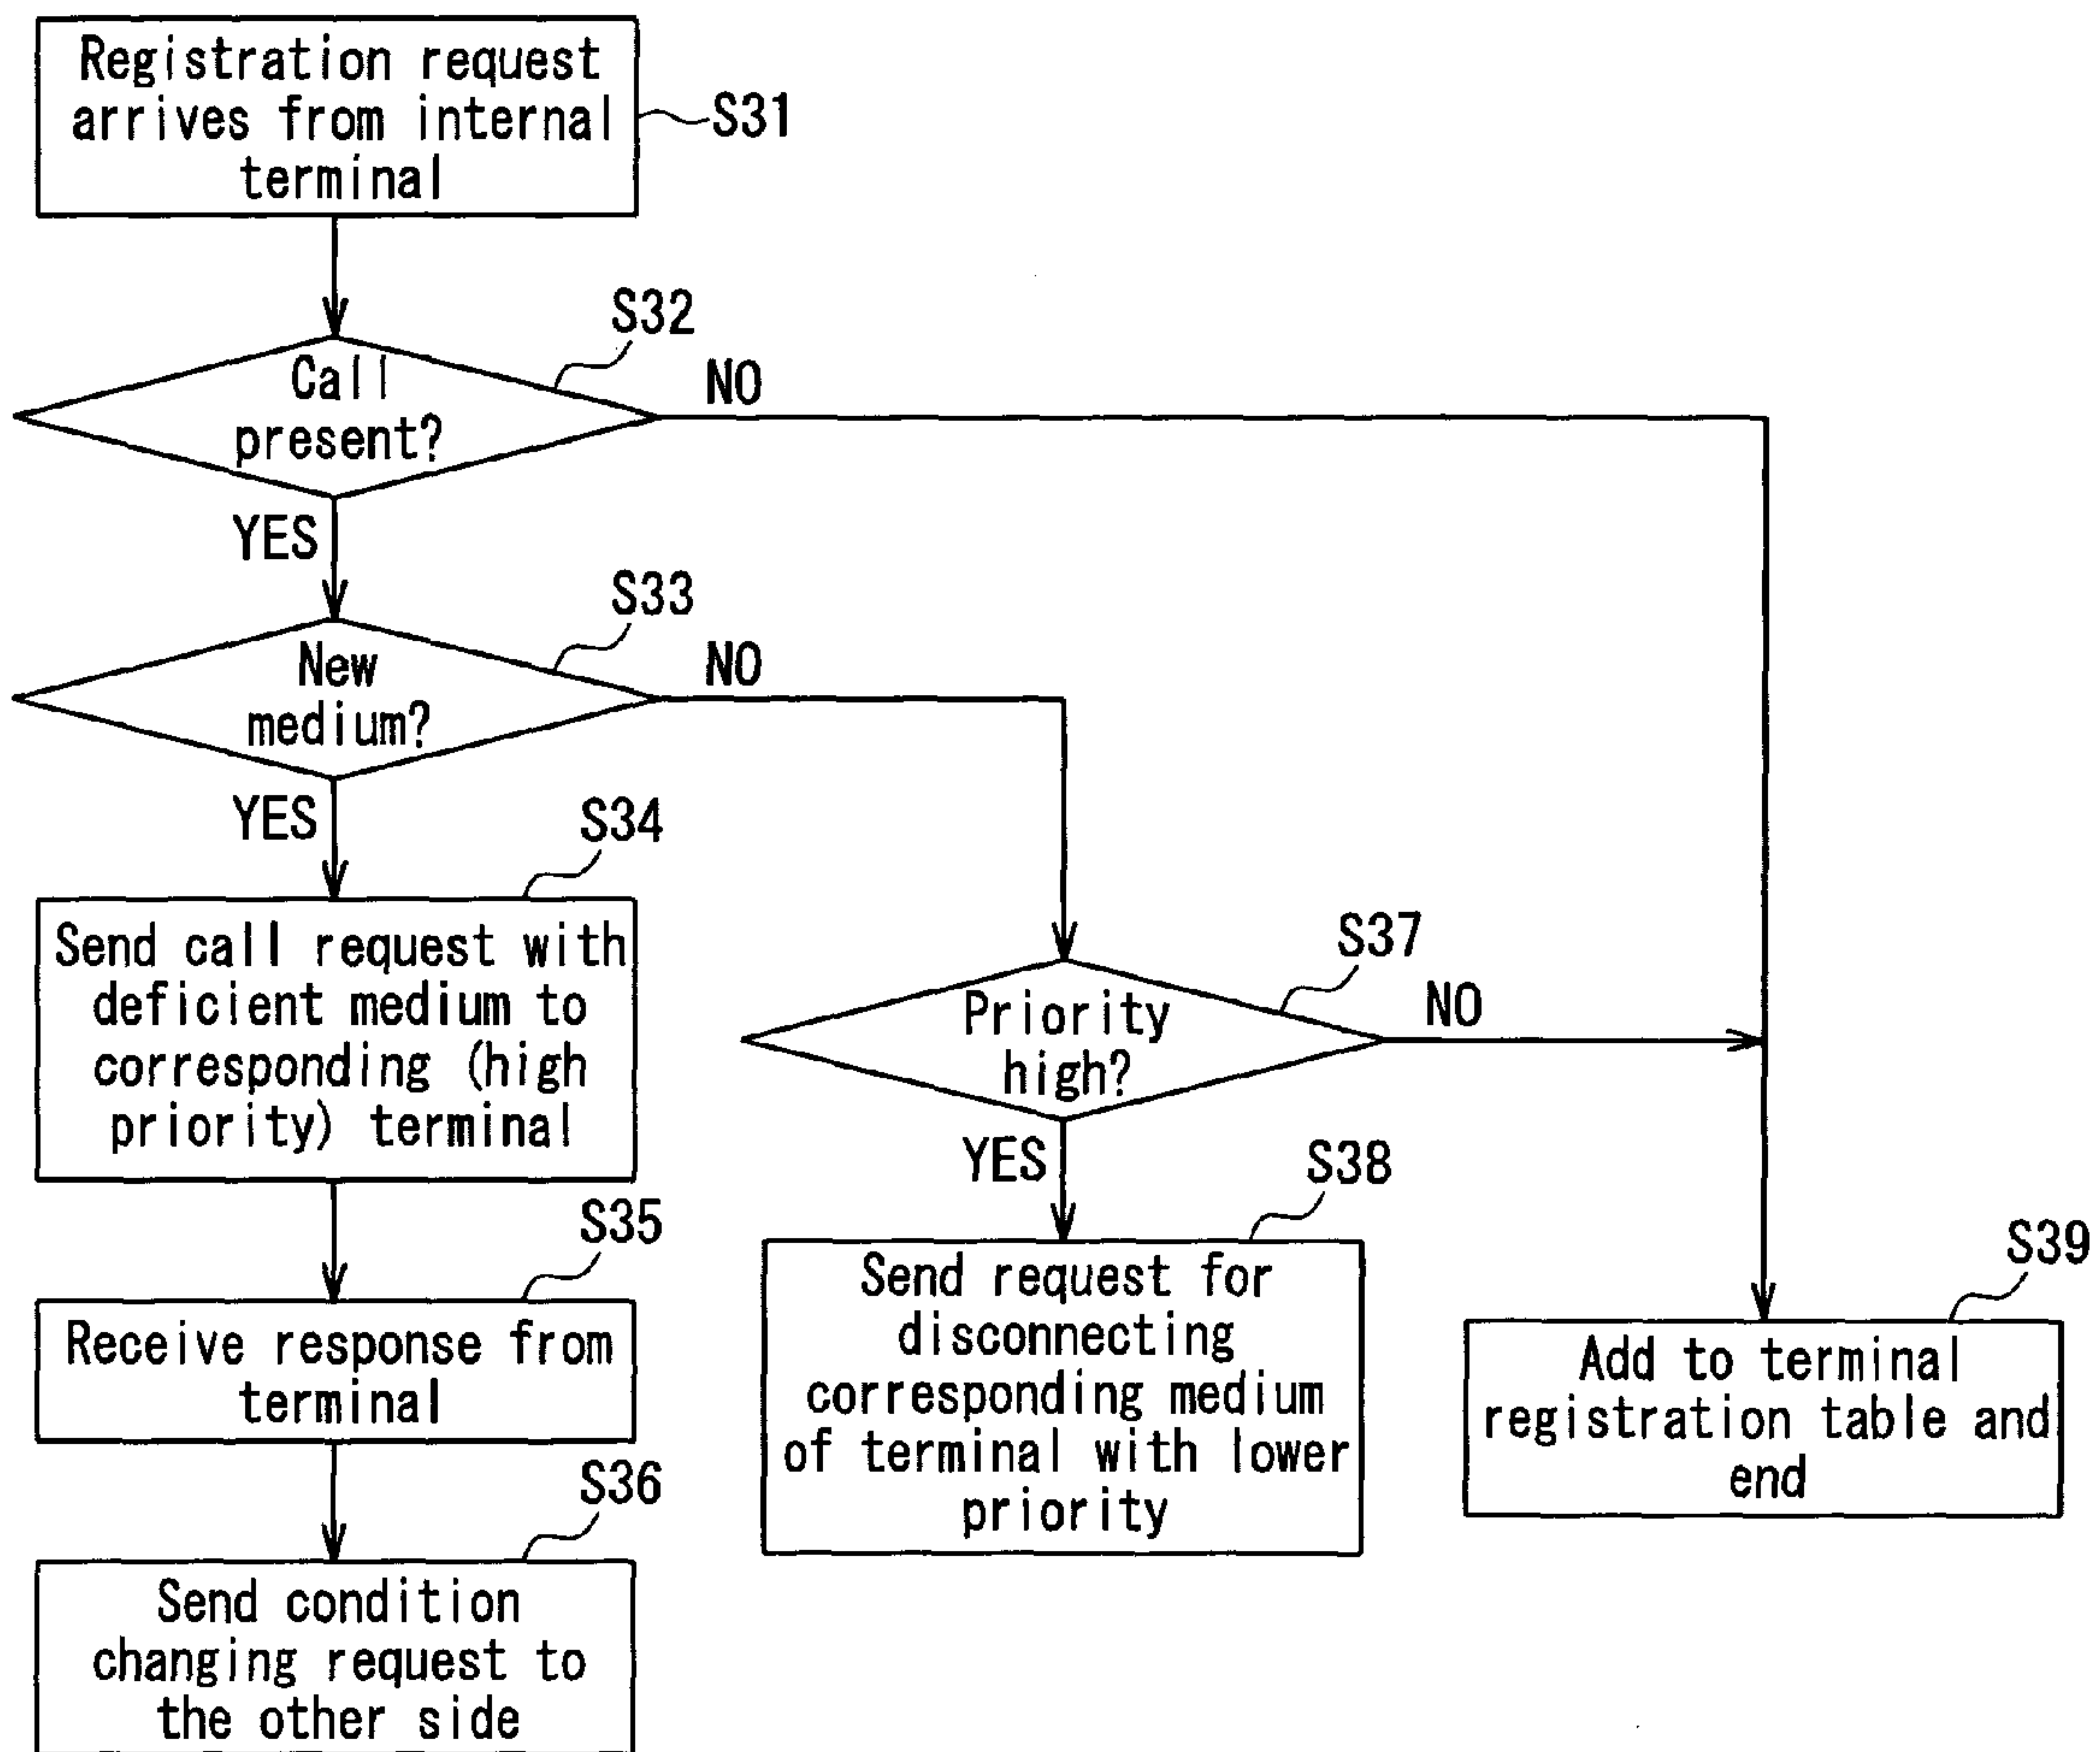 Registration request
arrives from internal
terminal
S31
S32
Call
present?
NO
YES
S33
New
medium?
NO
YES
S34
Send call request with
deficient medium to
corresponding (high
priority) terminal
S35
Receive response from
terminal
S36
Send condition
changing request to
the other side
S37
Priority
high?
NO
YES
S38
Send request for
disconnecting
corresponding medium
of terminal with lower
priority
S39
Add to terminal
registration table and
end